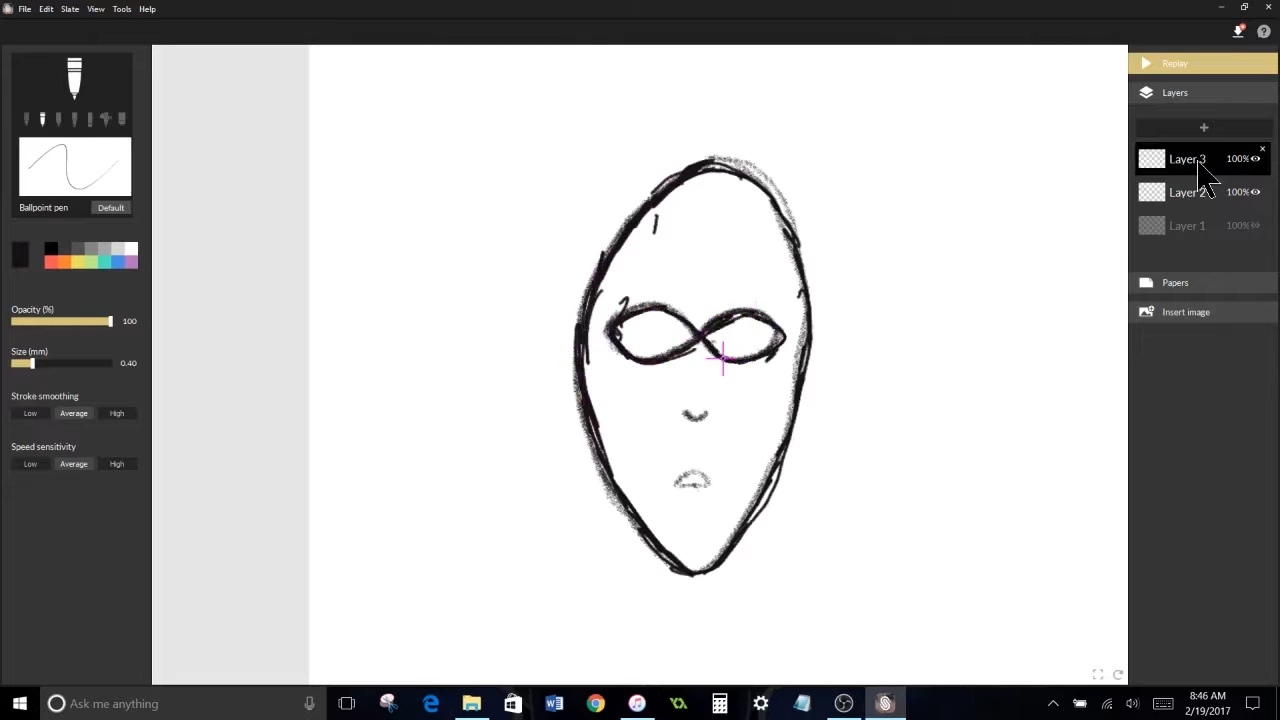 File Edit Slate View Tools Help
Replay
Layers
+
Layer 3 100%
Layer 2 100%
Layer 1 100%
Papers
Insert image
Ballpoint pen Default
Opacity (%)
100
Size (mm)
0.40
Stroke smoothing
Low Average High
Speed sensitivity
Low Average High
1
2
Ask me anything
8:46 AM
2/19/2017